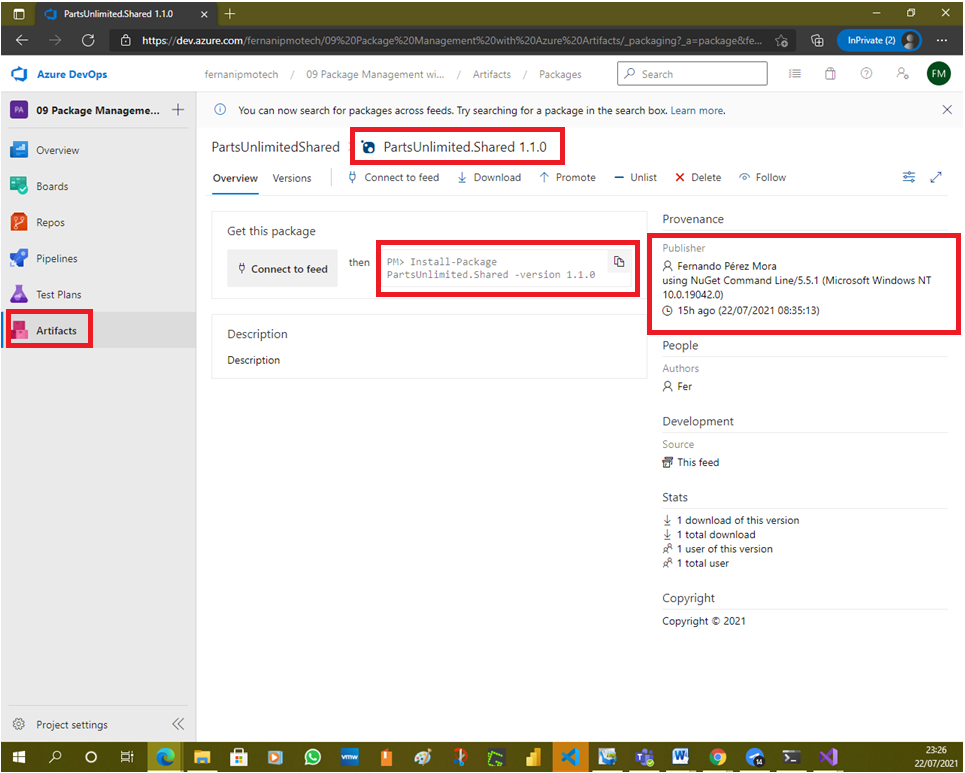 PartsUnlimited.Shared 1.1.0
https://dev.azure.com/fernanipmotech/09%20Package%20Management%20with%20Azure%20Artifacts/_packaging?_a=package&fe...
InPrivate (2)
Azure DevOps
fernanipmotech / 09 Package Management wi... / Artifacts / Packages
Search
FM
PA
09 Package Manageme...
You can now search for packages across feeds. Try searching for a package in the search box. Learn more.
Overview
Boards
Repos
Pipelines
Test Plans
Artifacts
Project settings
PartsUnlimitedShared
PartsUnlimited.Shared 1.1.0
Overview
Versions
Connect to feed
Download
Promote
Unlist
Delete
Follow
Get this package
Connect to feed
then
PM> Install-Package
PartsUnlimited.Shared -version 1.1.0
Description
Description
Provenance
Publisher
Fernando Pérez Mora
using NuGet Command Line/5.5.1 (Microsoft Windows NT
10.0.19042.0)
15h ago (22/07/2021 08:35:13)
People
Authors
Fer
Development
Source
This feed
Stats
1 download of this version
1 total download
1 user of this version
1 total user
Copyright
Copyright © 2021
vmw
14
23:26
22/07/2021